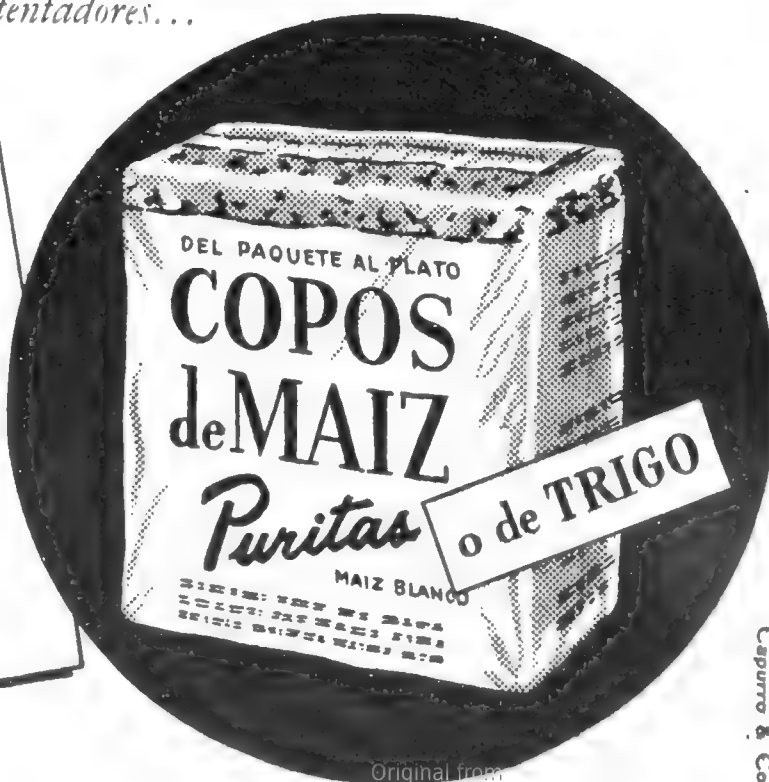 tentadores...
DEL PAQUETE AL PLATO
COPOS
de MAIZ
Puritas
o de TRIGO
MAIZ BLANCO
Capurro & Co
Original from